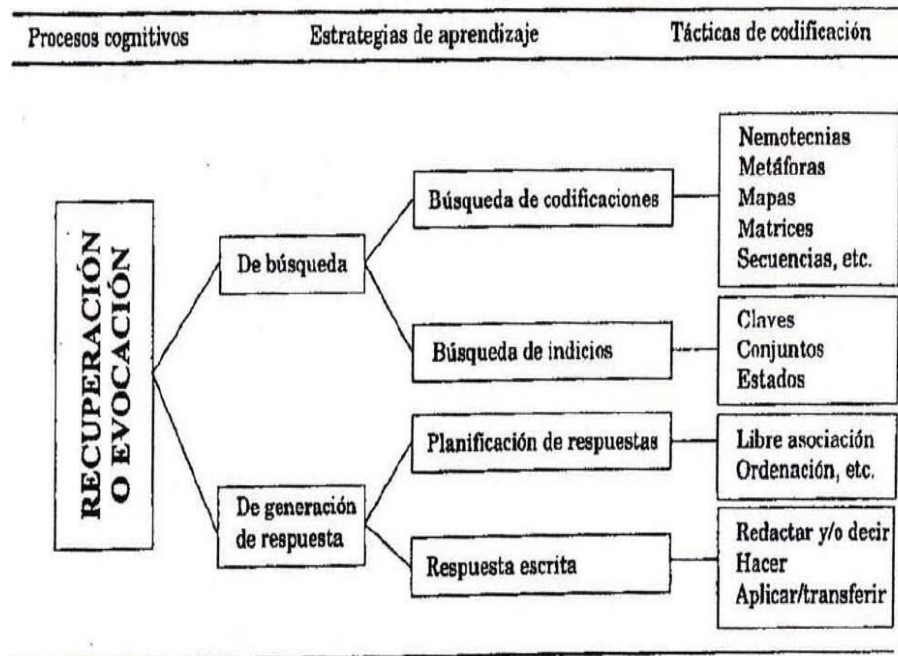 Procesos cognitivos
Estrategias de aprendizaje
Tácticas de codificación
RECUPERACIÓN
O EVOCACIÓN
De búsqueda
Búsqueda de codificaciones
Nemotecnias
Metáforas
Mapas
Matrices
Secuencias, etc.
Búsqueda de indicios
Claves
Conjuntos
Estados
De generación
de respuesta
Planificación de respuestas
Libre asociación
Ordenación, etc.
Respuesta escrita
Redactar y/o decir
Hacer
Aplicar/transferir